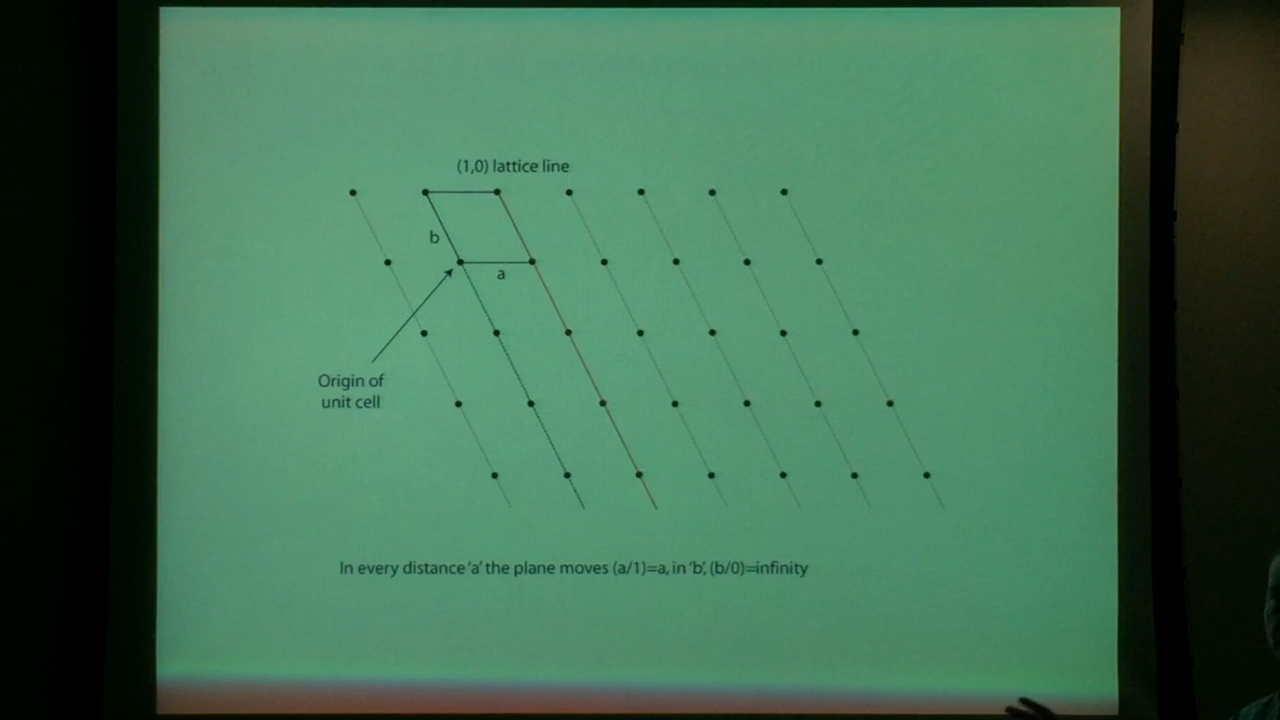 (1,0) lattice line
b
a
Origin of
unit cell
In every distance 'a' the plane moves (a/1)=a, in 'b', (b/0)=infinity